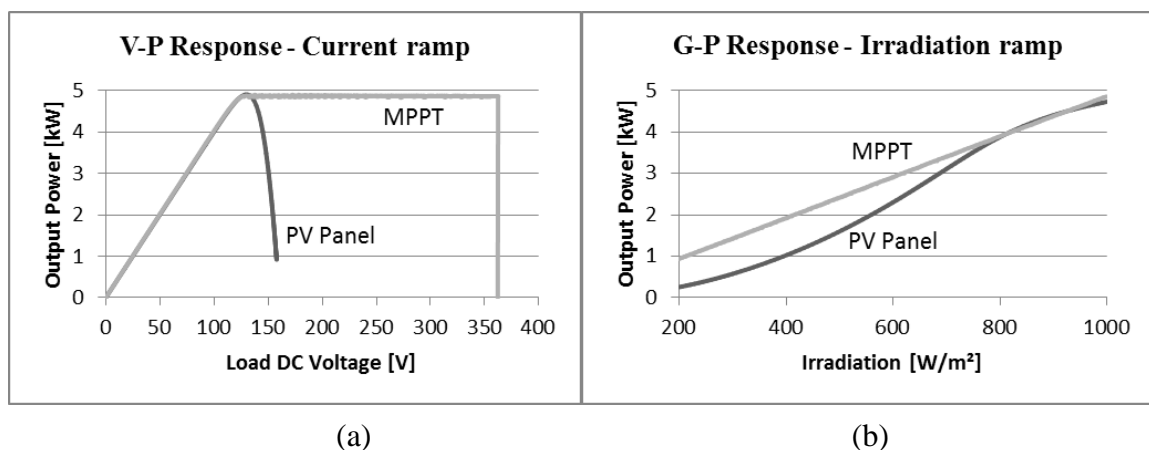 V-P Response - Current ramp
Output Power [kW]
5
4
3
2
1
0
MPPT
PV Panel
0 50 100 150 200 250 300 350 400
Load DC Voltage [V]
(a)
G-P Response - Irradiation ramp
Output Power [kW]
5
4
3
2
1
0
MPPT
PV Panel
200 400 600 800 1000
Irradiation [W/m²]
(b)